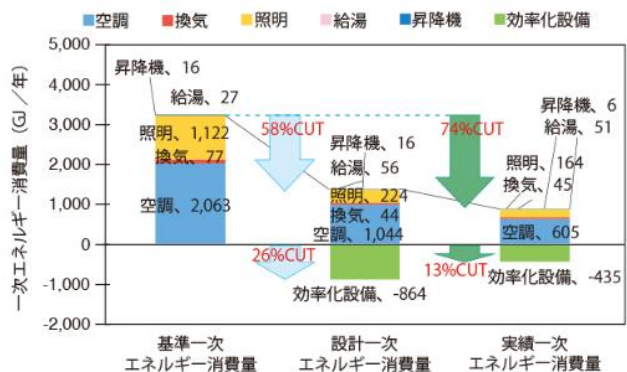 空調 換気 照明 給湯 昇降機 効率化設備
一次エネルギー消費量（GJ／年）
5,000
4,000
3,000
2,000
1,000
0
-1,000
-2,000
昇降機、16
給湯、27
照明、1,122
換気、77
空調、2,063
58%CUT
昇降機、16
給湯、56
照明、224
換気、44
空調、1,044
26%CUT
効率化設備、-864
74%CUT
昇降機、6
給湯、51
照明、164
換気、45
空調、605
13%CUT
効率化設備、-435
基準一次
エネルギー消費量
設計一次
エネルギー消費量
実績一次
エネルギー消費量